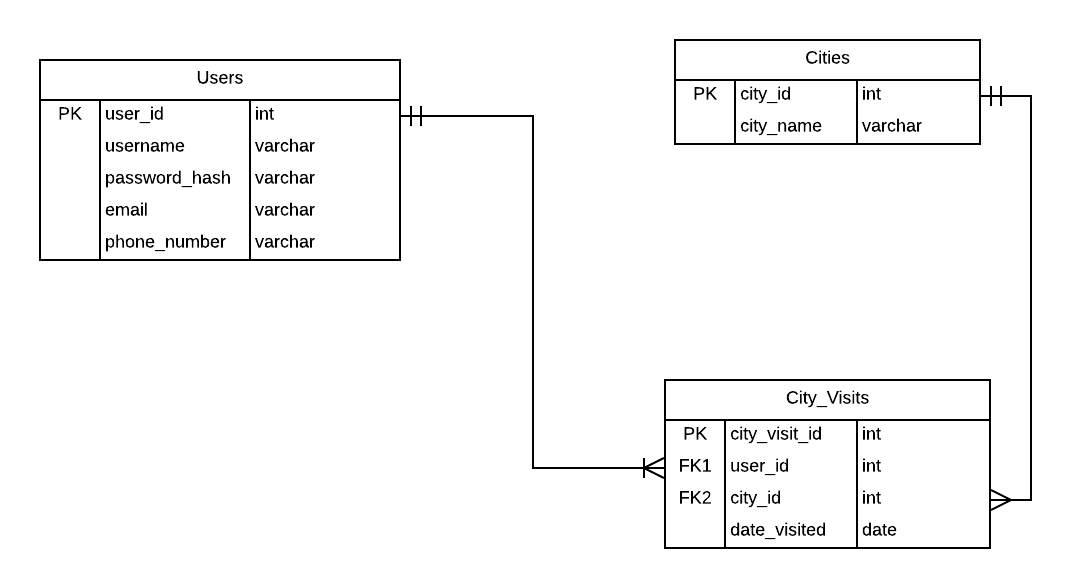 Users
PK user_id int
username varchar
password_hash varchar
email varchar
phone_number varchar
Cities
PK city_id int
city_name varchar
City_Visits
PK city_visit_id int
FK1 user_id int
FK2 city_id int
date_visited date